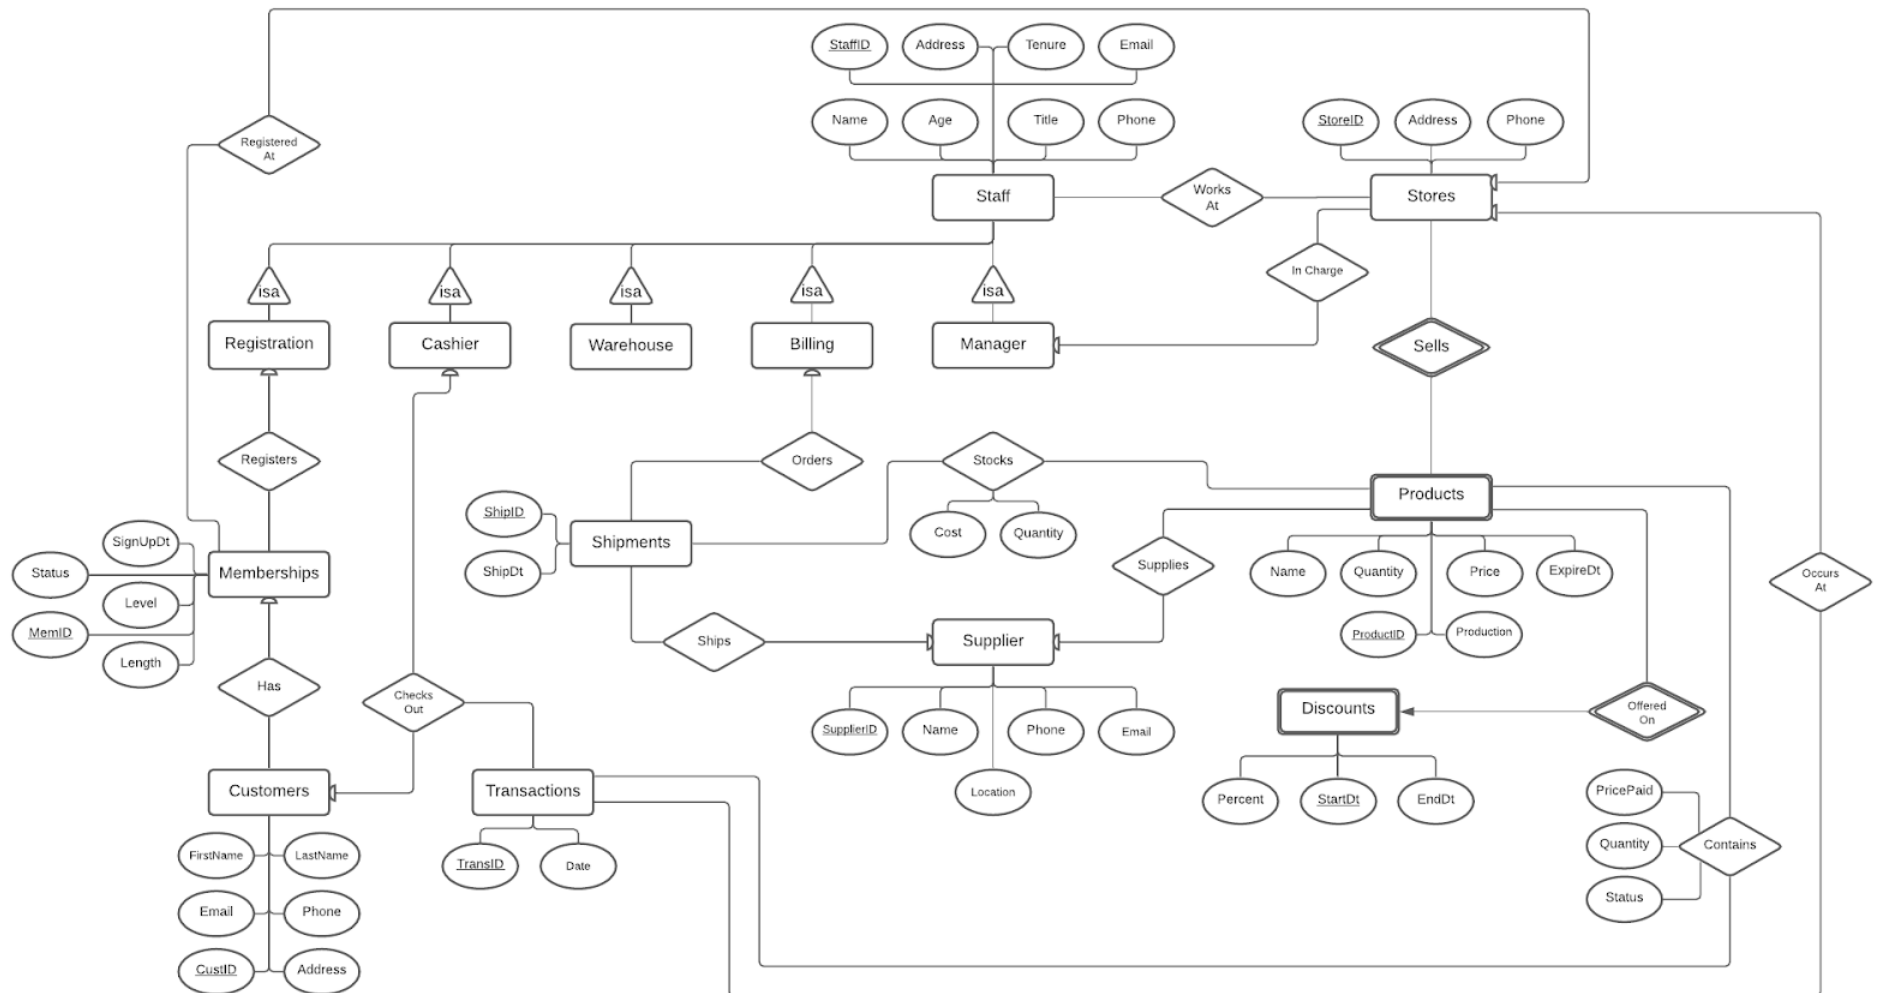 StaffID
Address
Tenure
Email
Name
Age
Title
Phone
StoreID
Address
Phone
Registered
At
Staff
Works
At
Stores
In Charge
isa
isa
isa
isa
isa
Registration
Cashier
Warehouse
Billing
Manager
Sells
Registers
Orders
Stocks
Products
ShipID
Shipments
ShipDt
Cost
Quantity
Supplies
Name
Quantity
Price
ExpireDt
ProductID
Production
Occurs
At
SignUpDt
Status
Memberships
Level
MemID
Length
Ships
Supplier
Has
Checks
Out
SupplierID
Name
Phone
Email
Location
Discounts
Offered
On
Percent
StartDt
EndDt
Customers
Transactions
PricePaid
Quantity
Status
Contains
FirstName
LastName
Email
Phone
CustID
Address
TransID
Date